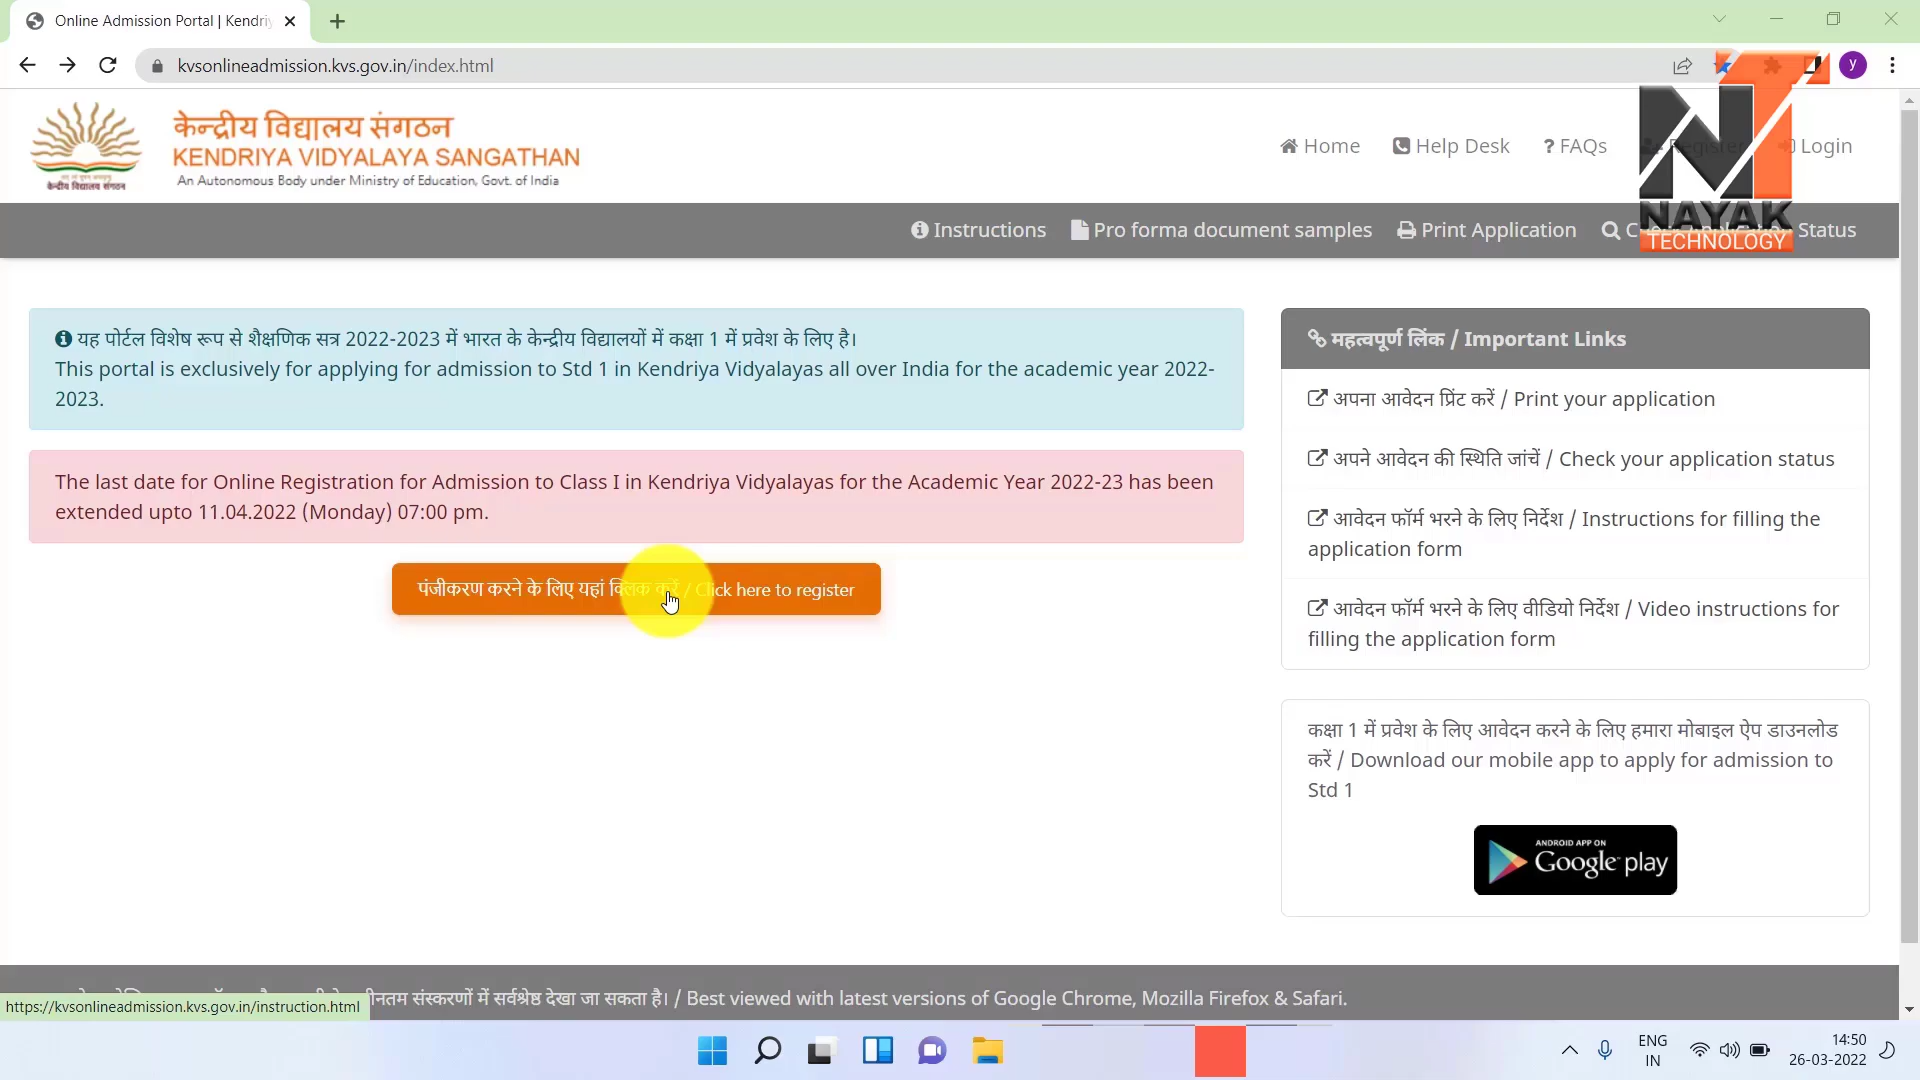 Online Admission Portal | Kendriy
kvsonlineadmission.kvs.gov.in/index.html
y
केन्द्रीय विद्यालय संगठन
KENDRIYA VIDYALAYA SANGATHAN
An Autonomous Body under Ministry of Education, Govt. of India
केन्द्रीय विद्यालय संगठन
Home Help Desk ? FAQs Register Login
NT
NAYAK
TECHNOLOGY
Instructions Pro forma document samples Print Application Status
यह पोर्टल विशेष रूप से शैक्षणिक सत्र 2022-2023 में भारत के केन्द्रीय विद्यालयों में कक्षा 1 में प्रवेश के लिए है।
This portal is exclusively for applying for admission to Std 1 in Kendriya Vidyalayas all over India for the academic year 2022-
2023.
The last date for Online Registration for Admission to Class I in Kendriya Vidyalayas for the Academic Year 2022-23 has been
extended upto 11.04.2022 (Monday) 07:00 pm.
पंजीकरण करने के लिए यहां क्लिक करें / Click here to register
महत्वपूर्ण लिंक / Important Links
अपना आवेदन प्रिंट करें / Print your application
अपने आवेदन की स्थिति जांचें / Check your application status
आवेदन फॉर्म भरने के लिए निर्देश / Instructions for filling the
application form
आवेदन फॉर्म भरने के लिए वीडियो निर्देश / Video instructions for
filling the application form
कक्षा 1 में प्रवेश के लिए आवेदन करने के लिए हमारा मोबाइल ऐप डाउनलोड
करें / Download our mobile app to apply for admission to
Std 1
ANDROID APP ON
Google play
संस्करणों में सर्वश्रेष्ठ देखा जा सकता है। / Best viewed with latest versions of Google Chrome, Mozilla Firefox & Safari.
https://kvsonlineadmission.kvs.gov.in/instruction.html
ENG
IN
14:50
26-03-2022